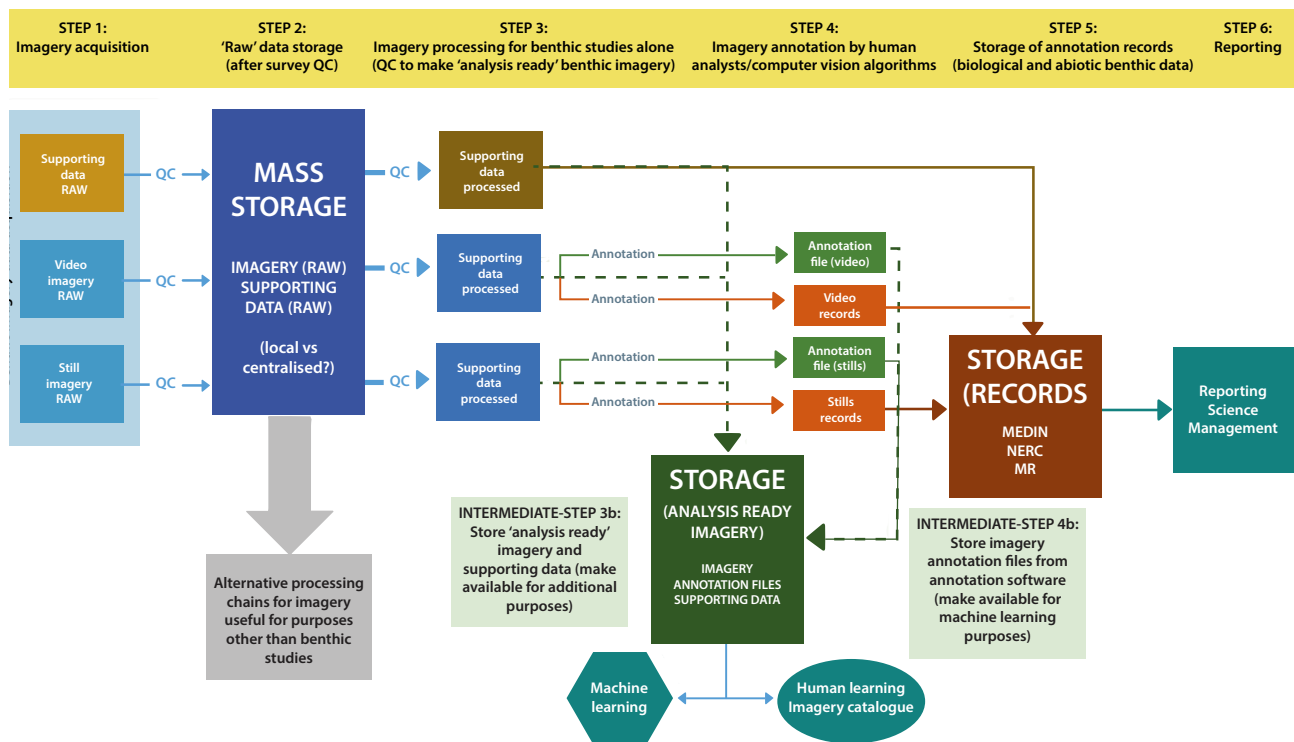 STEP 1:
Imagery acquisition
STEP 2:
‘Raw’ data storage
(after survey QC)
STEP 3:
Imagery processing for benthic studies alone
(QC to make ‘analysis ready’ benthic imagery)
STEP 4:
Imagery annotation by human
analysts/computer vision algorithms
STEP 5:
Storage of annotation records
(biological and abiotic benthic data)
STEP 6:
Reporting
Supporting
data
RAW
QC
Video
imagery
RAW
QC
Still
imagery
RAW
QC
MASS
STORAGE
IMAGERY (RAW)
SUPPORTING
DATA (RAW)
(local vs
centralised?)
QC
Supporting
data
processed
QC
Supporting
data
processed
QC
Supporting
data
processed
Annotation
Annotation
Annotation
Annotation
Annotation
file (video)
Video
records
Annotation
file (stills)
Stills
records
STORAGE
(RECORDS
MEDIN
NERC
MR
Reporting
Science
Management
Alternative processing
chains for imagery
useful for purposes
other than benthic
studies
INTERMEDIATE-STEP 3b:
Store ‘analysis ready’
imagery and
supporting data (make
available for additional
purposes)
STORAGE
(ANALYSIS READY
IMAGERY)
IMAGERY
ANNOTATION FILES
SUPPORTING DATA
INTERMEDIATE-STEP 4b:
Store imagery
annotation files from
annotation software
(make available for
machine learning
purposes)
Machine
learning
Human learning
Imagery catalogue